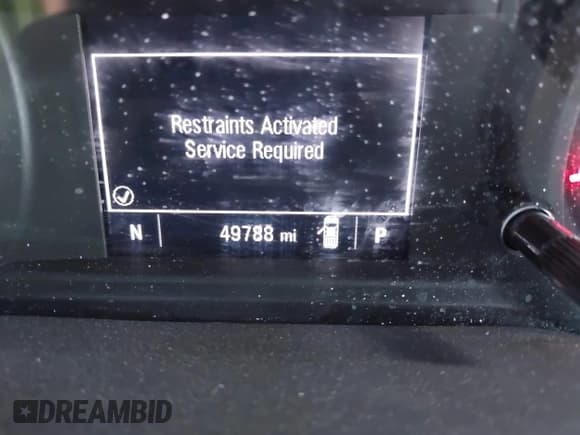 Restraints Activated
Service Required
N 49788 mi P
DREAMBID